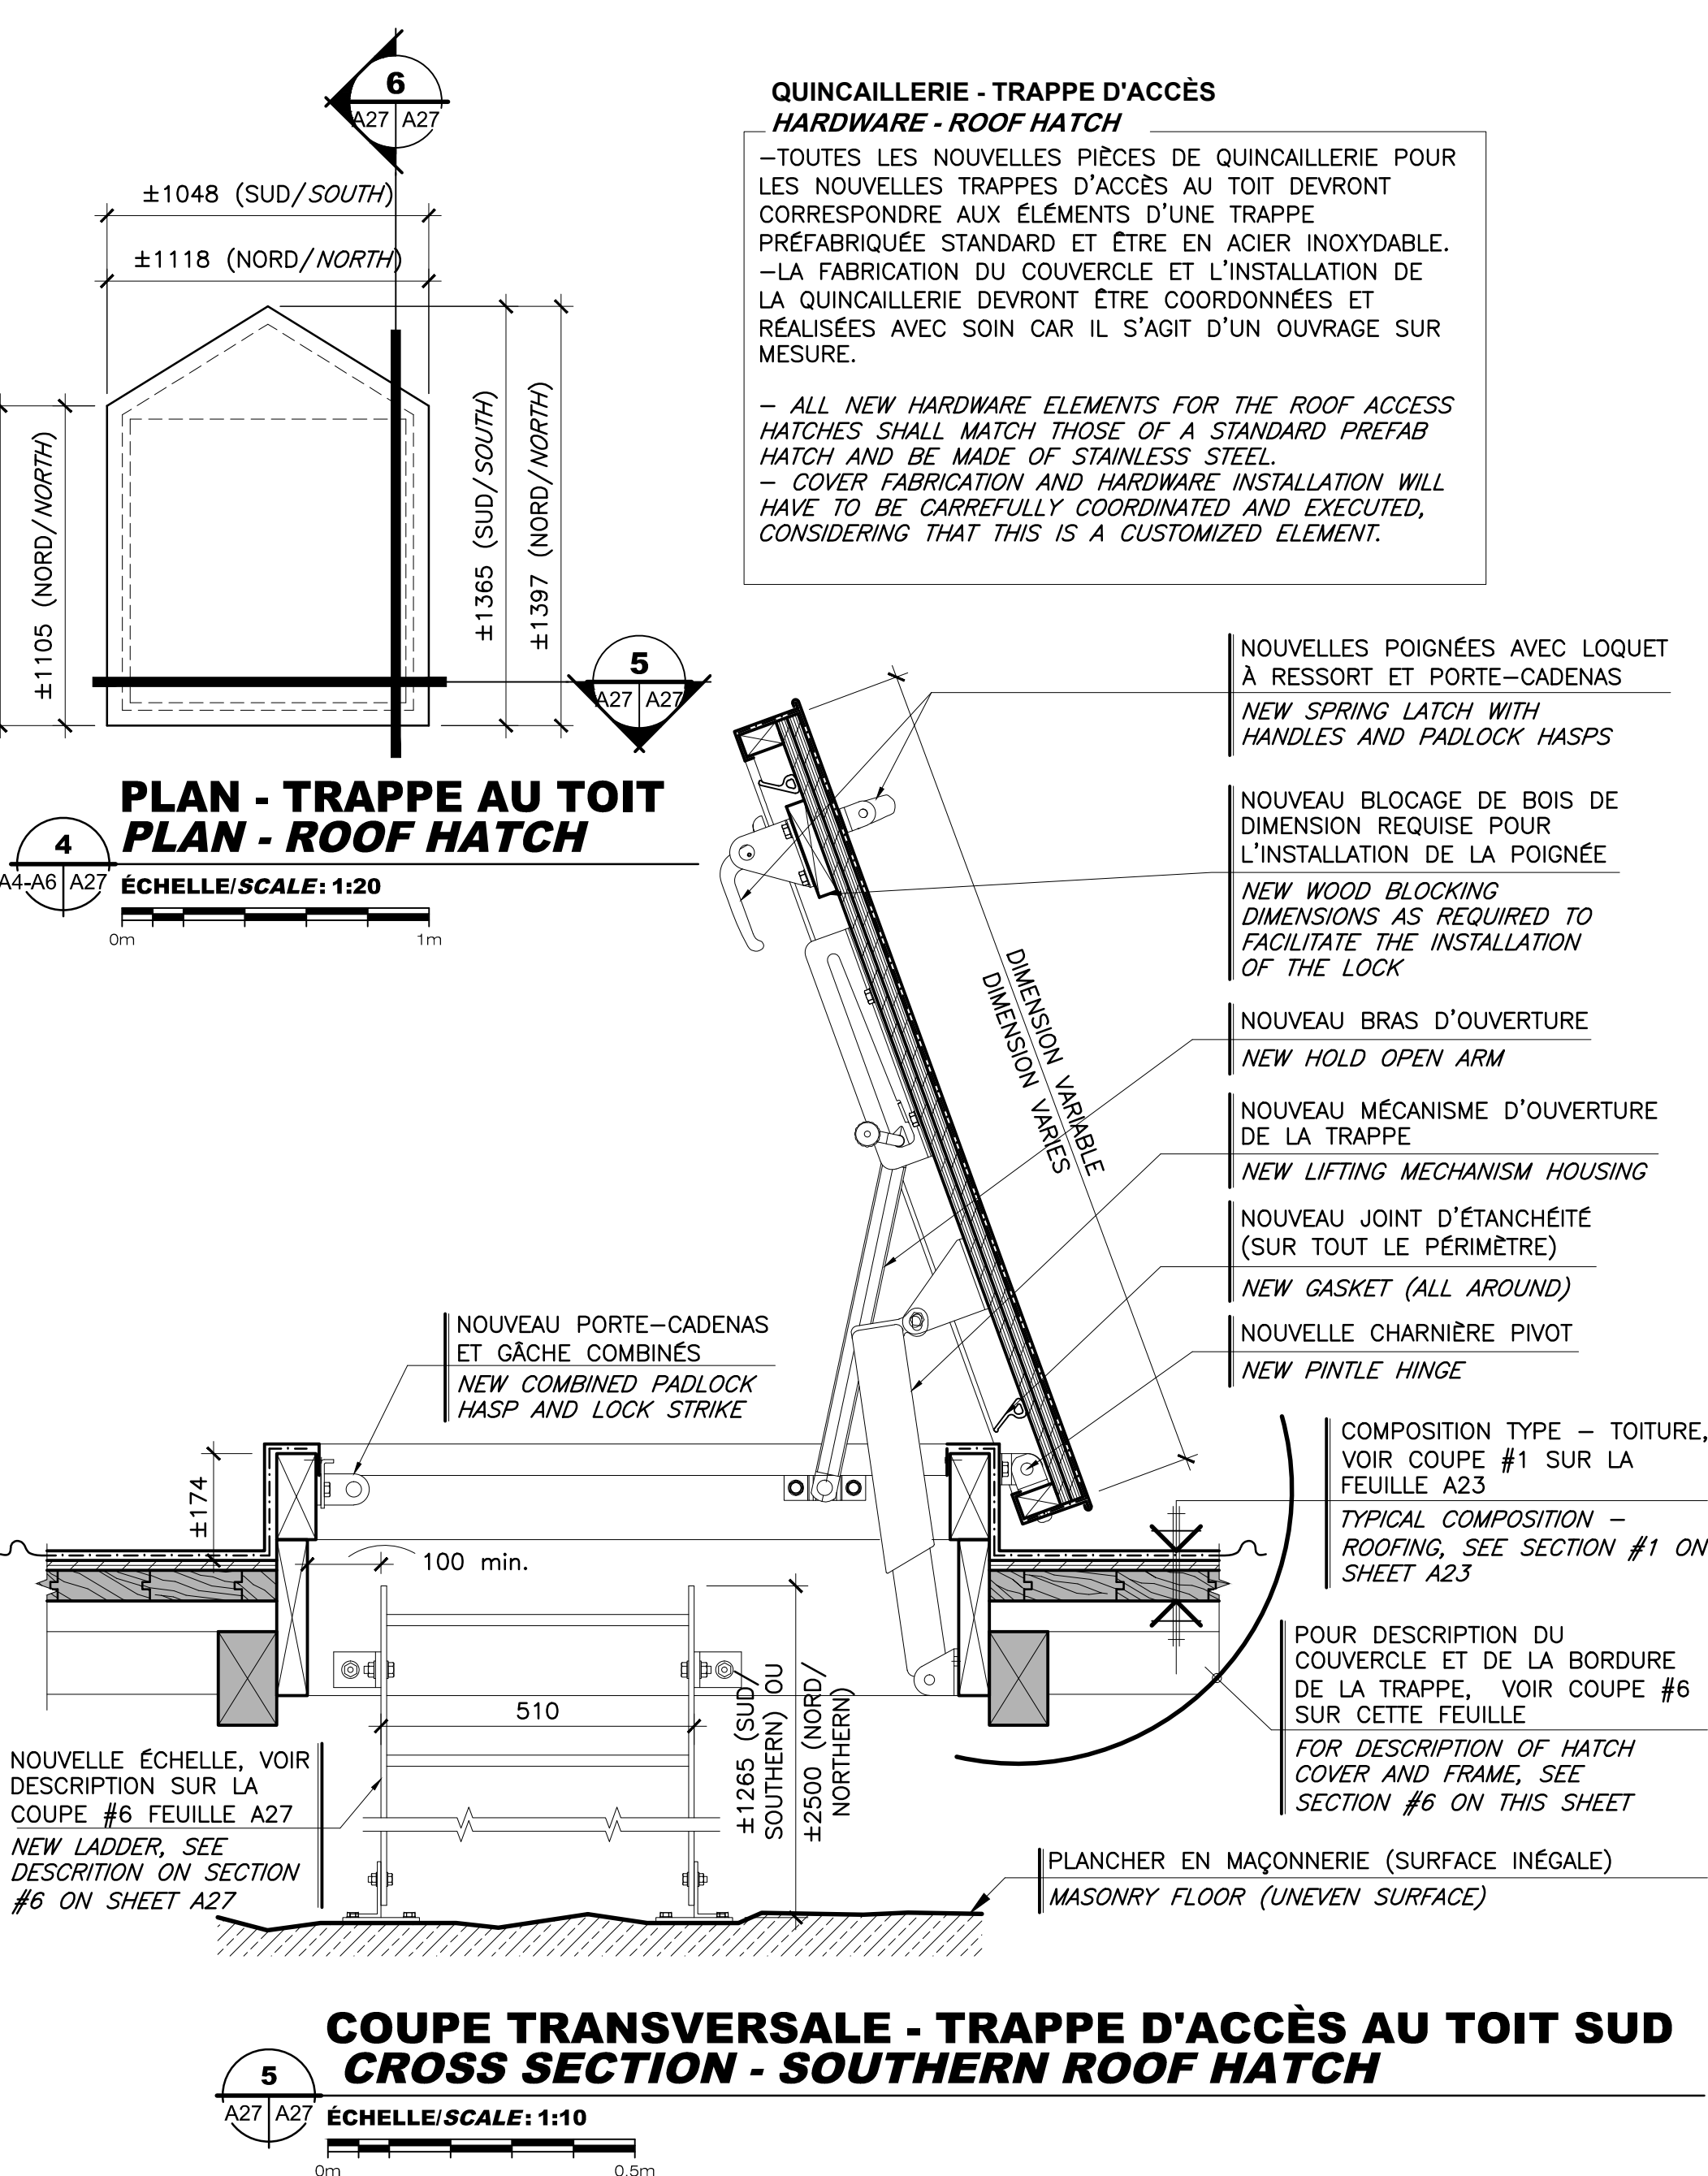 6
A27 A27
±1048 (SUD/SOUTH)
±1118 (NORD/NORTH)
±1105 (NORD/NORTH)
±1365 (SUD/SOUTH)
±1397 (NORD/NORTH)
5
A27 A27
PLAN - TRAPPE AU TOIT
PLAN - ROOF HATCH
4
A4-A6 A27
ÉCHELLE/SCALE: 1:20
0m 1m
QUINCAILLERIE - TRAPPE D'ACCÈS
HARDWARE - ROOF HATCH
–TOUTES LES NOUVELLES PIÈCES DE QUINCAILLERIE POUR
LES NOUVELLES TRAPPES D'ACCÈS AU TOIT DEVRONT
CORRESPONDRE AUX ÉLÉMENTS D'UNE TRAPPE
PRÉFABRIQUÉE STANDARD ET ÊTRE EN ACIER INOXYDABLE.
–LA FABRICATION DU COUVERCLE ET L'INSTALLATION DE
LA QUINCAILLERIE DEVRONT ÊTRE COORDONNÉES ET
RÉALISÉES AVEC SOIN CAR IL S'AGIT D'UN OUVRAGE SUR
MESURE.
– ALL NEW HARDWARE ELEMENTS FOR THE ROOF ACCESS
HATCHES SHALL MATCH THOSE OF A STANDARD PREFAB
HATCH AND BE MADE OF STAINLESS STEEL.
– COVER FABRICATION AND HARDWARE INSTALLATION WILL
HAVE TO BE CARREFULLY COORDINATED AND EXECUTED,
CONSIDERING THAT THIS IS A CUSTOMIZED ELEMENT.
NOUVELLES POIGNÉES AVEC LOQUET
À RESSORT ET PORTE–CADENAS
NEW SPRING LATCH WITH
HANDLES AND PADLOCK HASPS
NOUVEAU BLOCAGE DE BOIS DE
DIMENSION REQUISE POUR
L'INSTALLATION DE LA POIGNÉE
NEW WOOD BLOCKING
DIMENSIONS AS REQUIRED TO
FACILITATE THE INSTALLATION
OF THE LOCK
NOUVEAU BRAS D'OUVERTURE
NEW HOLD OPEN ARM
NOUVEAU MÉCANISME D'OUVERTURE
DE LA TRAPPE
NEW LIFTING MECHANISM HOUSING
NOUVEAU JOINT D'ÉTANCHÉITÉ
(SUR TOUT LE PÉRIMÈTRE)
NEW GASKET (ALL AROUND)
NOUVELLE CHARNIÈRE PIVOT
NEW PINTLE HINGE
DIMENSION VARIABLE
DIMENSION VARIES
NOUVEAU PORTE–CADENAS
ET GÂCHE COMBINÉS
NEW COMBINED PADLOCK
HASP AND LOCK STRIKE
COMPOSITION TYPE – TOITURE,
VOIR COUPE #1 SUR LA
FEUILLE A23
TYPICAL COMPOSITION –
ROOFING, SEE SECTION #1 ON
SHEET A23
±174
100 min.
510
±1265 (SUD/
SOUTHERN) OU
±2500 (NORD/
NORTHERN)
POUR DESCRIPTION DU
COUVERCLE ET DE LA BORDURE
DE LA TRAPPE, VOIR COUPE #6
SUR CETTE FEUILLE
FOR DESCRIPTION OF HATCH
COVER AND FRAME, SEE
SECTION #6 ON THIS SHEET
NOUVELLE ÉCHELLE, VOIR
DESCRIPTION SUR LA
COUPE #6 FEUILLE A27
NEW LADDER, SEE
DESCRITION ON SECTION
#6 ON SHEET A27
PLANCHER EN MAÇONNERIE (SURFACE INÉGALE)
MASONRY FLOOR (UNEVEN SURFACE)
COUPE TRANSVERSALE - TRAPPE D'ACCÈS AU TOIT SUD
CROSS SECTION - SOUTHERN ROOF HATCH
5
A27 A27
ÉCHELLE/SCALE: 1:10
0m 0.5m